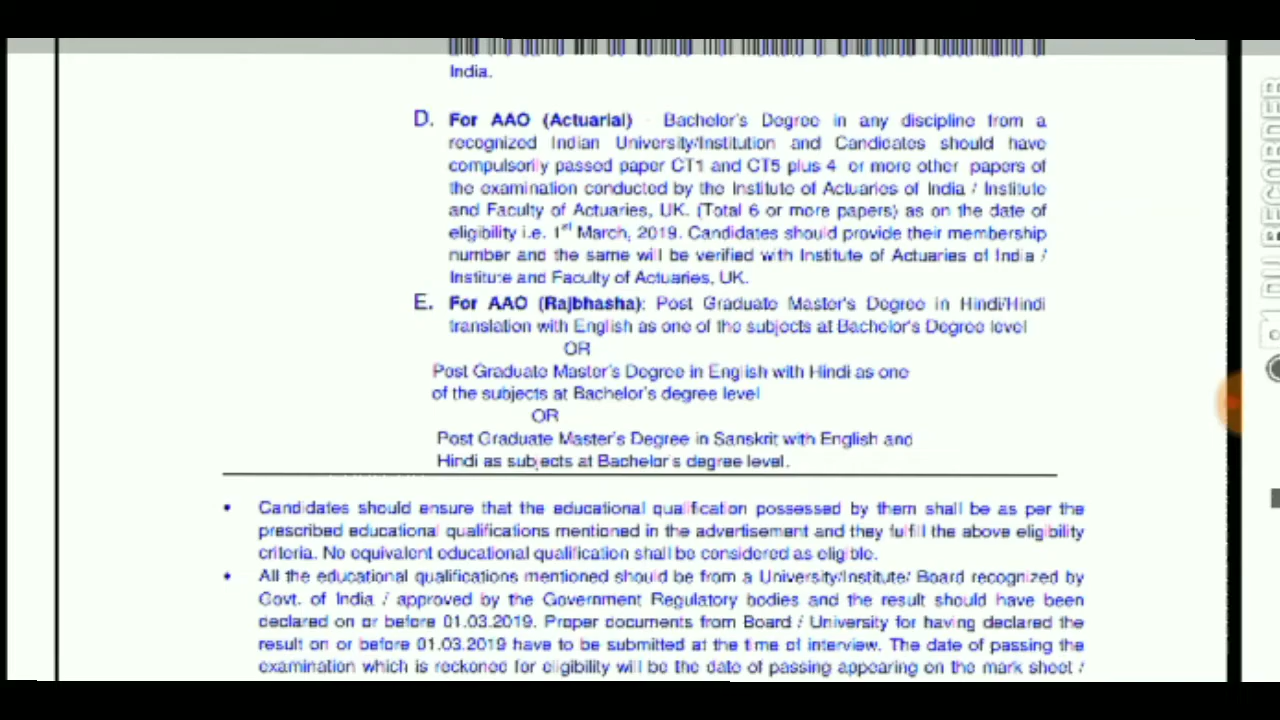 India.
D. For AAO (Actuarial) - Bachelor's Degree in any discipline from a
recognized Indian University/Institution and Candidates should have
compulsorily passed paper CT1 and CT5 plus 4 or more other papers of
the examination conducted by the Institute of Actuaries of India / Institute
and Faculty of Actuaries, UK. (Total 6 or more papers) as on the date of
eligibility i.e. 1st March, 2019. Candidates should provide their membership
number and the same will be verified with Institute of Actuaries of India /
Institute and Faculty of Actuaries, UK.
E. For AAO (Rajbhasha): Post Graduate Master's Degree in Hindi/Hindi
translation with English as one of the subjects at Bachelor's Degree level
OR
Post Graduate Master's Degree in English with Hindi as one
of the subjects at Bachelor's degree level
OR
Post Graduate Master's Degree in Sanskrit with English and
Hindi as subjects at Bachelor's degree level.
• Candidates should ensure that the educational qualification possessed by them shall be as per the
prescribed educational qualifications mentioned in the advertisement and they fulfill the above eligibility
criteria. No equivalent educational qualification shall be considered as eligible.
• All the educational qualifications mentioned should be from a University/Institute/ Board recognized by
Govt. of India / approved by the Government Regulatory bodies and the result should have been
declared on or before 01.03.2019. Proper documents from Board / University for having declared the
result on or before 01.03.2019 have to be submitted at the time of interview. The date of passing the
examination which is reckoned for eligibility will be the date of passing appearing on the mark sheet /
RECORDER